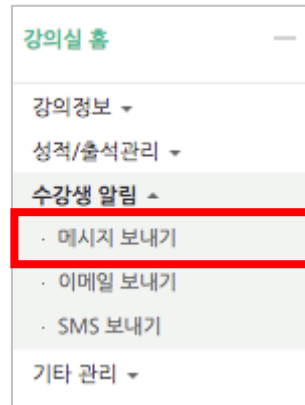 강의실 홈
강의정보
성적/출석관리
수강생 알림
· 메시지 보내기
· 이메일 보내기
· SMS 보내기
기타 관리